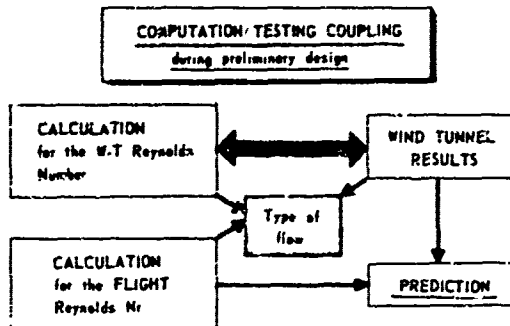 COMPUTATION/TESTING COUPLING
during preliminary design
CALCULATION
for the W-T Reynolds
Number
WIND TUNNEL
RESULTS
Type of
flow
CALCULATION
for the FLIGHT
Reynolds Nr
PREDICTION